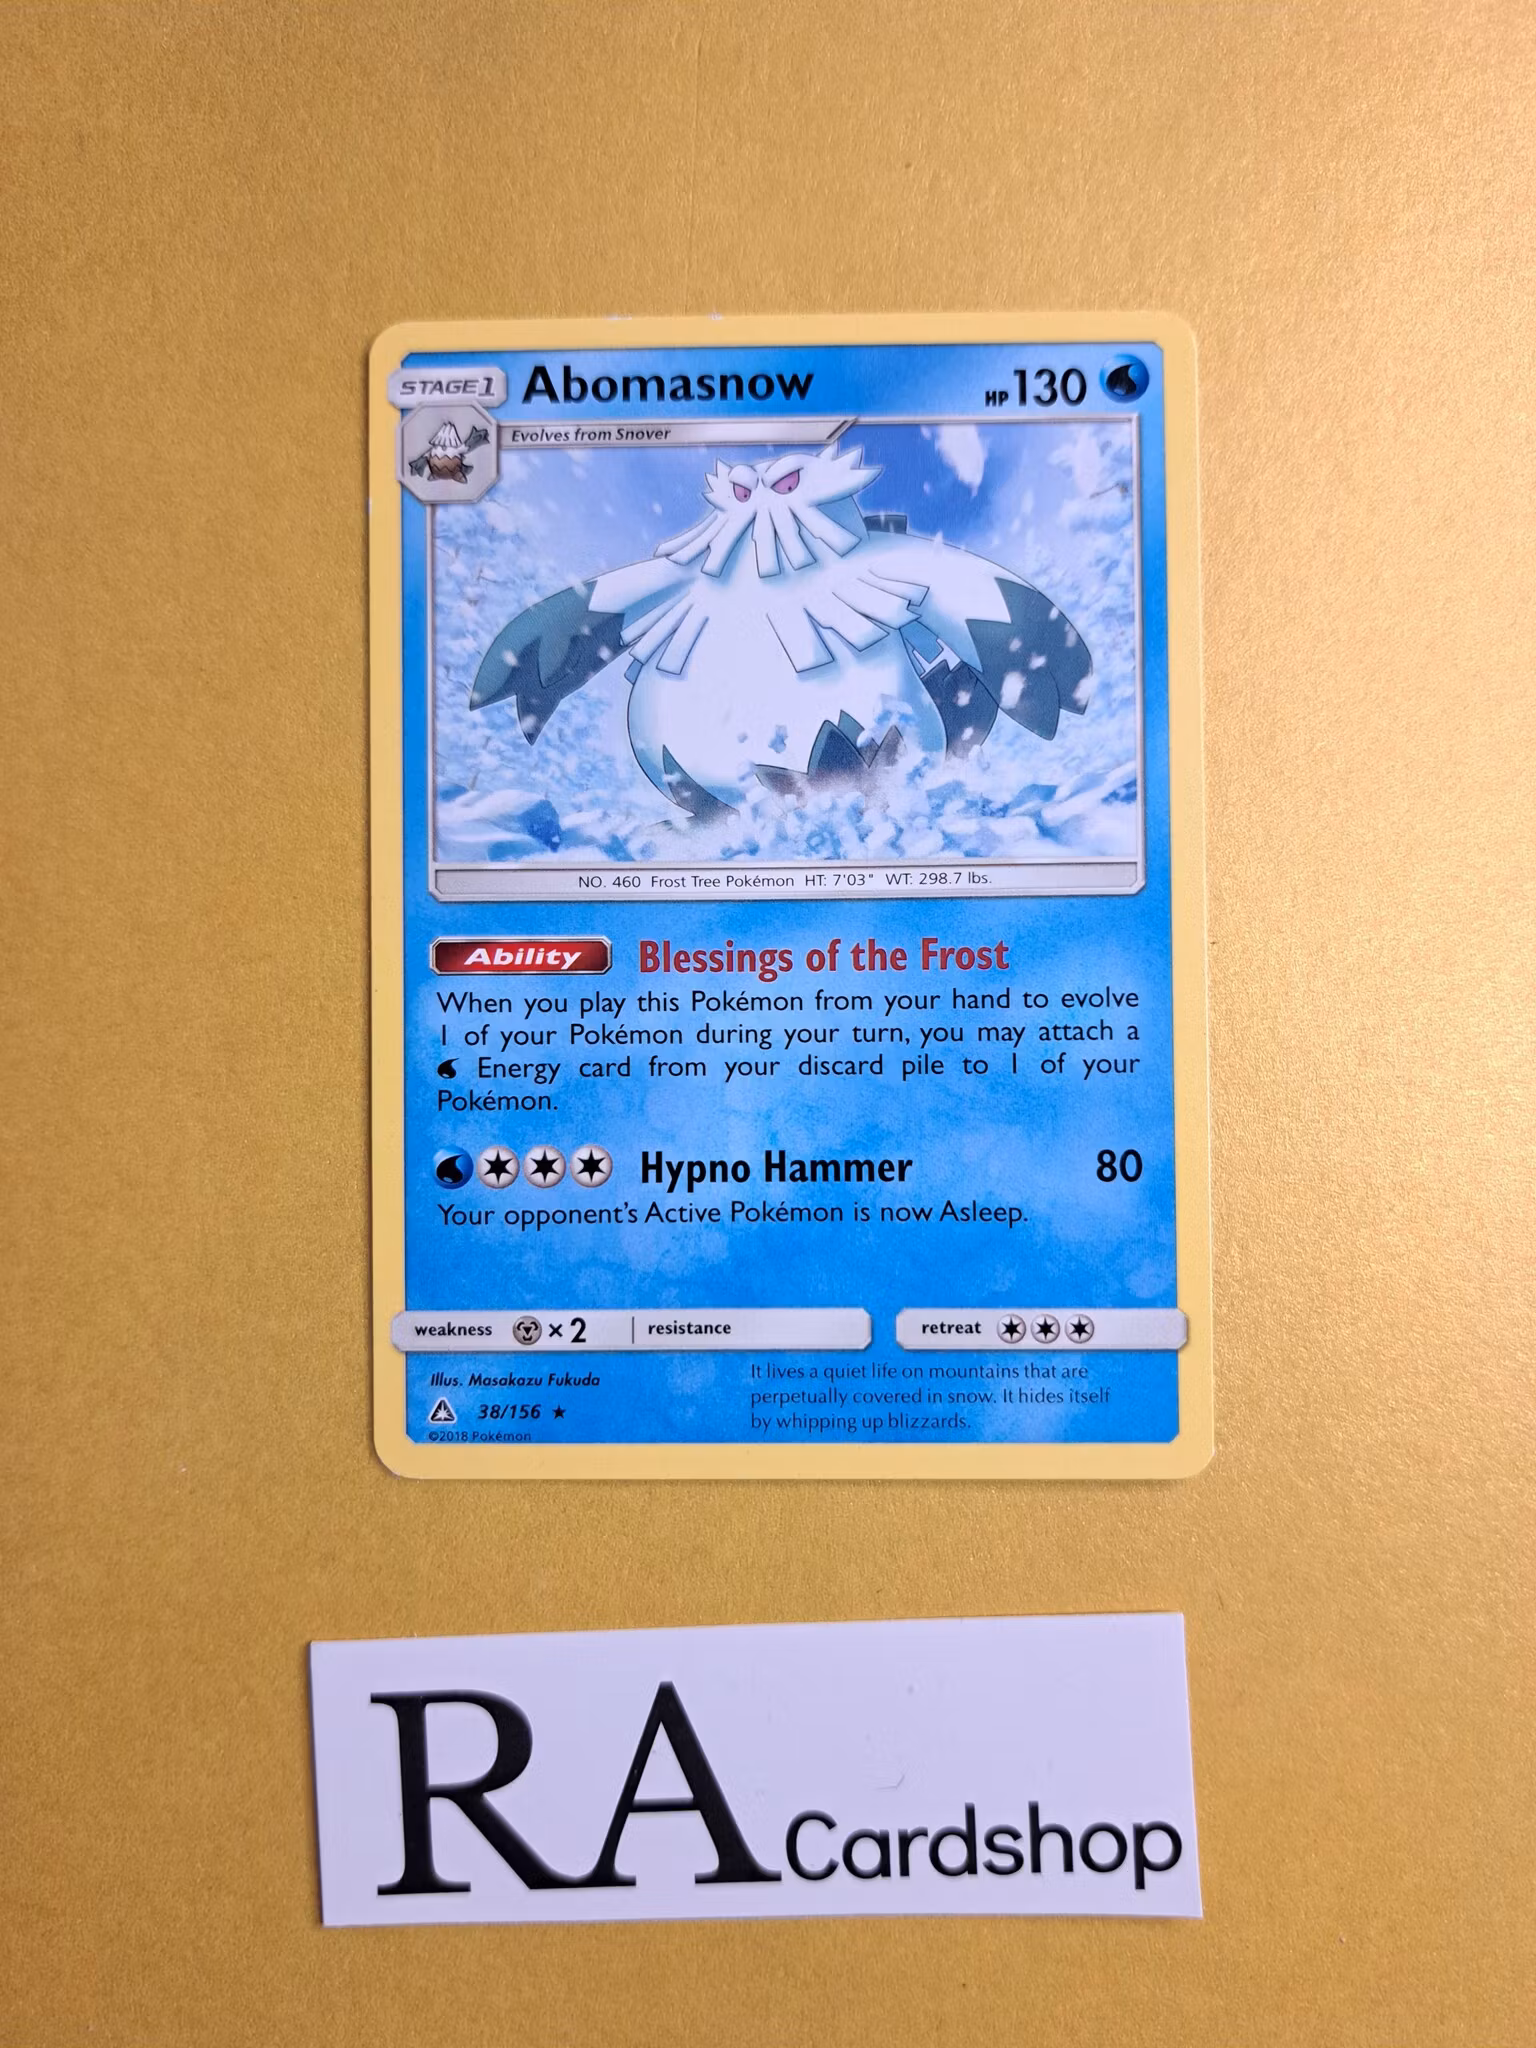 STAGE1 Abomasnow HP130
Evolves from Snover
NO. 460 Frost Tree Pokémon HT: 7'03" WT: 298.7 lbs.
Ability Blessings of the Frost
When you play this Pokémon from your hand to evolve
1 of your Pokémon during your turn, you may attach a
Energy card from your discard pile to 1 of your
Pokémon.
Hypno Hammer 80
Your opponent's Active Pokémon is now Asleep.
weakness ×2 resistance retreat
Illus. Masakazu Fukuda
38/156 ★
©2018 Pokémon
It lives a quiet life on mountains that are
perpetually covered in snow. It hides itself
by whipping up blizzards.
RA Cardshop